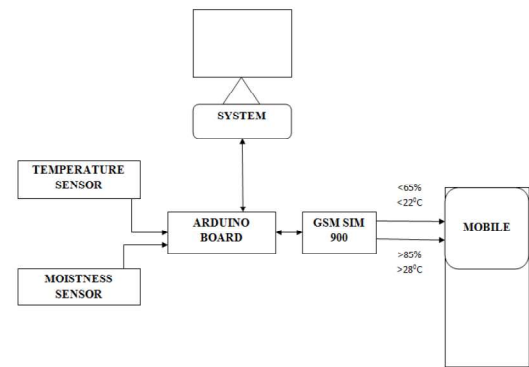 SYSTEM
TEMPERATURE
SENSOR
ARDUINO
BOARD
GSM SIM
900
<65%
<22⁰C
MOBILE
>85%
>28⁰C
MOISTNESS
SENSOR